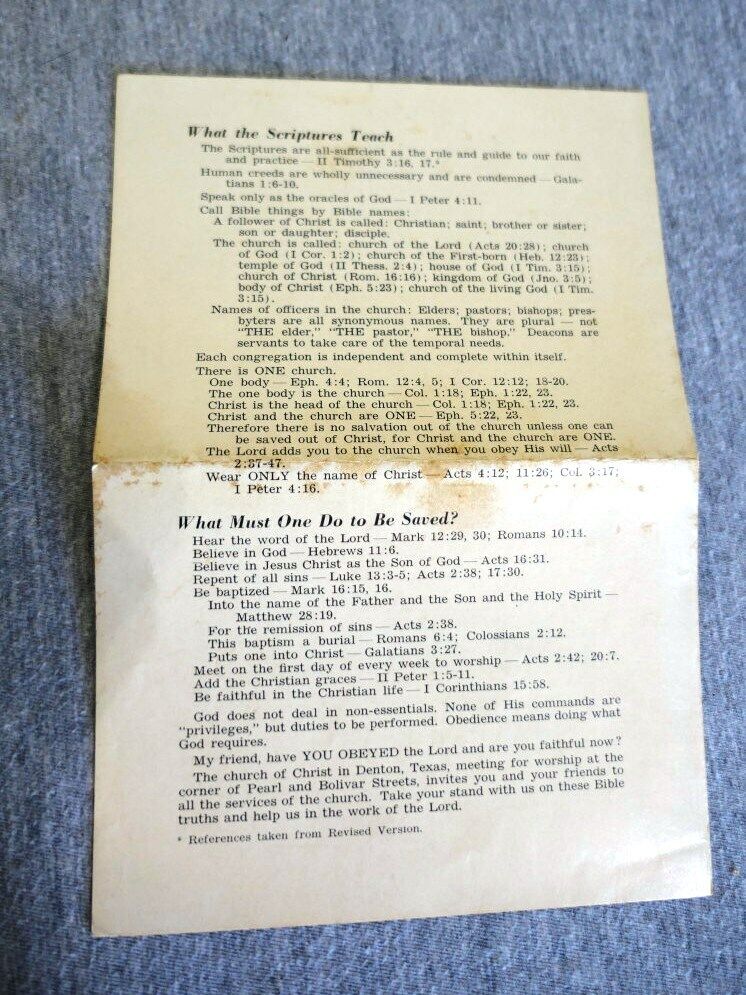 What the Scriptures Teach
The Scriptures are all-sufficient as the rule and guide to our faith
and practice — II Timothy 3:16, 17.*
Human creeds are wholly unnecessary and are condemned — Gala-
tians 1:6-10.
Speak only as the oracles of God — I Peter 4:11.
Call Bible things by Bible names:
A follower of Christ is called: Christian; saint; brother or sister;
son or daughter; disciple.
The church is called: church of the Lord (Acts 20:28); church
of God (I Cor. 1:2); church of the First-born (Heb. 12:23);
temple of God (II Thess. 2:4); house of God (I Tim. 3:15);
church of Christ (Rom. 16:16); kingdom of God (Jno. 3:5);
body of Christ (Eph. 5:23); church of the living God (I Tim.
3:15).
Names of officers in the church: Elders; pastors; bishops; pres-
byters are all synonymous names. They are plural — not
"THE elder," "THE pastor," "THE bishop." Deacons are
servants to take care of the temporal needs.
Each congregation is independent and complete within itself.
There is ONE church.
One body — Eph. 4:4; Rom. 12:4, 5; I Cor. 12:12; 18-20.
The one body is the church — Col. 1:18; Eph. 1:22, 23.
Christ is the head of the church — Col. 1:18; Eph. 1:22, 23.
Christ and the church are ONE — Eph. 5:22, 23.
Therefore there is no salvation out of the church unless one can
be saved out of Christ, for Christ and the church are ONE.
The Lord adds you to the church when you obey His will — Acts
2:37-47.
Wear ONLY the name of Christ — Acts 4:12; 11:26; Col. 3:17;
I Peter 4:16.
What Must One Do to Be Saved?
Hear the word of the Lord — Mark 12:29, 30; Romans 10:14.
Believe in God — Hebrews 11:6.
Believe in Jesus Christ as the Son of God — Acts 16:31.
Repent of all sins — Luke 13:3-5; Acts 2:38; 17:30.
Be baptized — Mark 16:15, 16.
Into the name of the Father and the Son and the Holy Spirit —
Matthew 28:19.
For the remission of sins — Acts 2:38.
This baptism a burial — Romans 6:4; Colossians 2:12.
Puts one into Christ — Galatians 3:27.
Meet on the first day of every week to worship — Acts 2:42; 20:7.
Add the Christian graces — II Peter 1:5-11.
Be faithful in the Christian life — I Corinthians 15:58.
God does not deal in non-essentials. None of His commands are
"privileges," but duties to be performed. Obedience means doing what
God requires.
My friend, have YOU OBEYED the Lord and are you faithful now?
The church of Christ in Denton, Texas, meeting for worship at the
corner of Pearl and Bolivar Streets, invites you and your friends to
all the services of the church. Take your stand with us on these Bible
truths and help us in the work of the Lord.
* References taken from Revised Version.